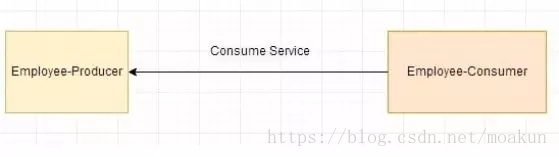 Consume Service
Employee-Producer
Employee-Consumer
https://blog.csdn.net/moakun